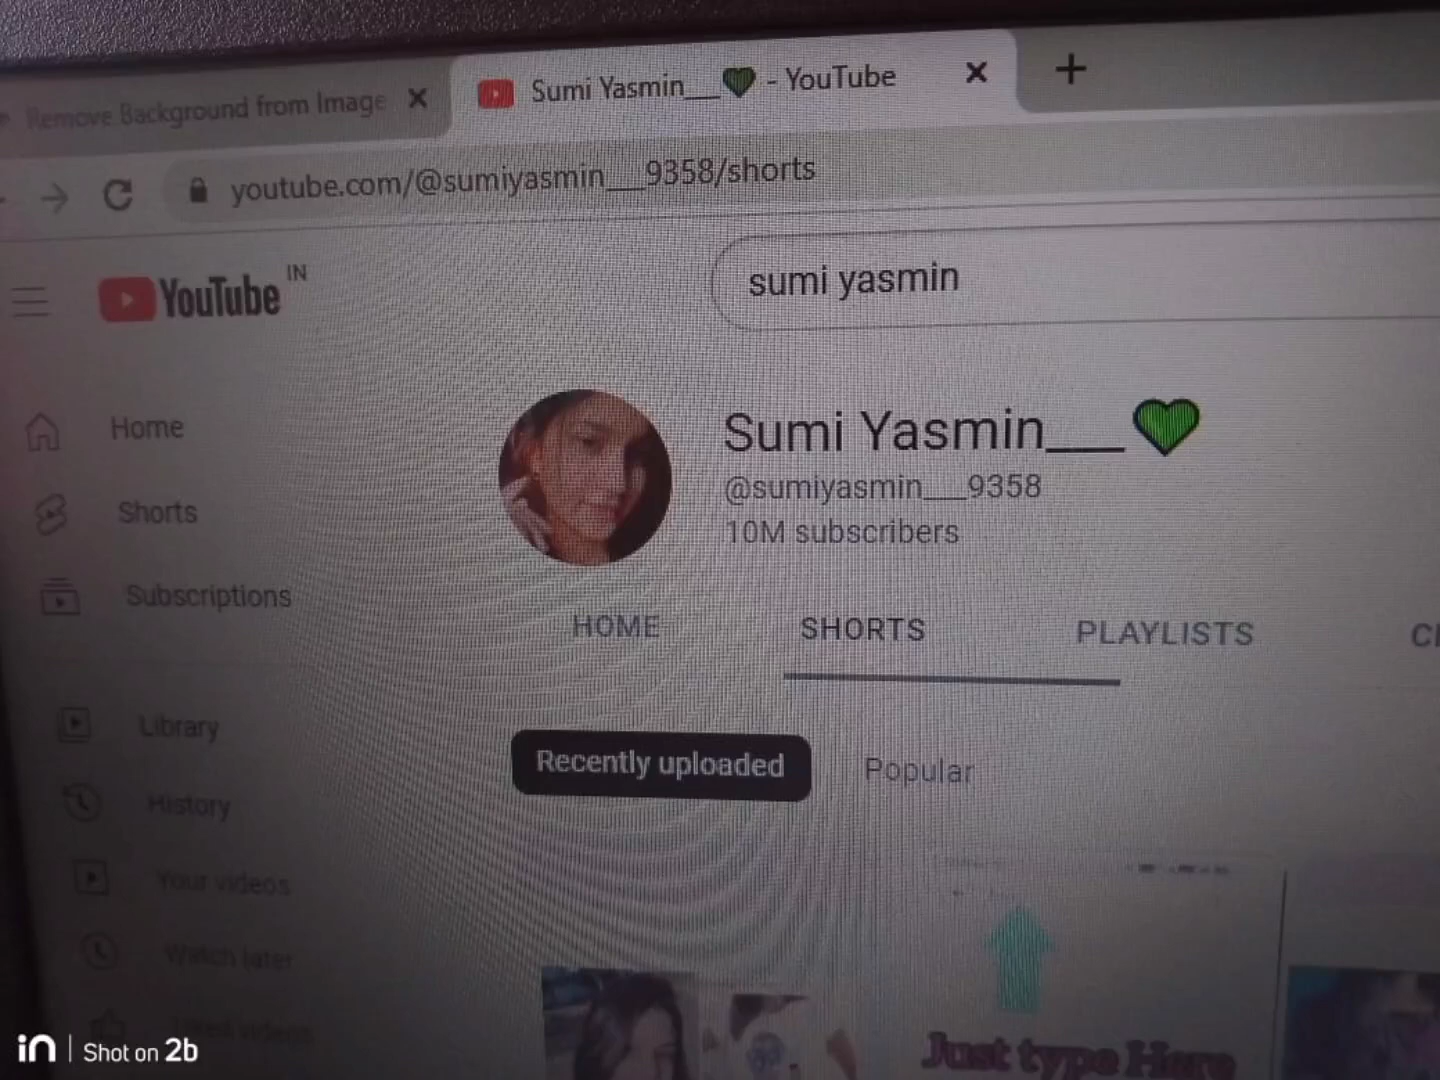 Remove Background from Image
Sumi Yasmin___💚 - YouTube
youtube.com/@sumiyasmin___9358/shorts
YouTube IN
sumi yasmin
Sumi Yasmin___💚
@sumiyasmin___9358
10M subscribers
Home
Shorts
Subscriptions
HOME
SHORTS
PLAYLISTS
Library
History
Your videos
Watch later
Liked videos
Recently uploaded
Popular
Just type Here
in | Shot on 2b